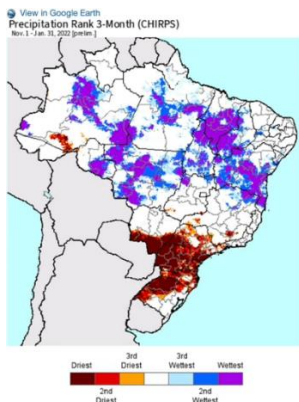 View in Google Earth
Precipitation Rank 3-Month (CHIRPS)
Nov. 1 - Jan. 31, 2022 [prelim.]
3rd 3rd
Driest Driest Wettest Wettest
2nd 2nd
Driest Wettest